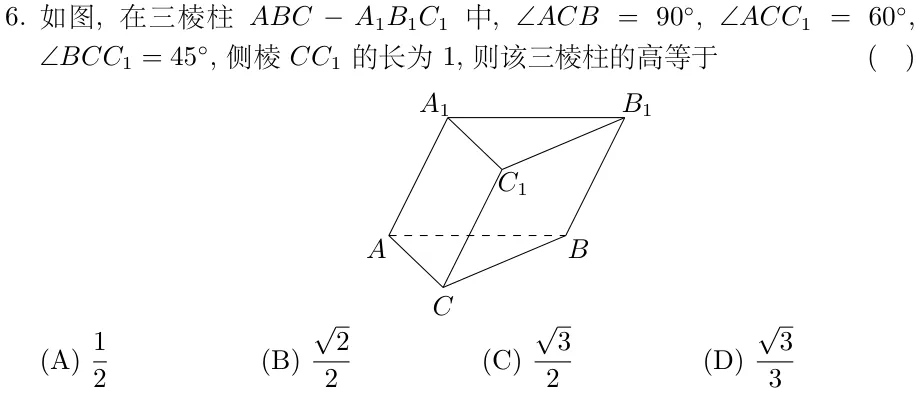 6. 如图, 在三棱柱 ABC − A₁B₁C₁ 中, ∠ACB = 90°, ∠ACC₁ = 60°,
∠BCC₁ = 45°, 侧棱 CC₁ 的长为 1, 则该三棱柱的高等于 ( )
A₁ B₁
C₁
A B
C
(A) 1/2 (B) √2/2 (C) √3/2 (D) √3/3